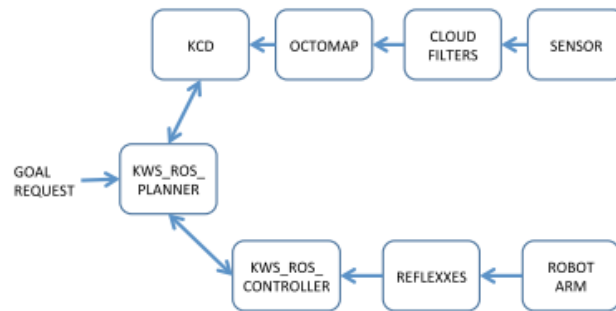 KCD
OCTOMAP
CLOUD
FILTERS
SENSOR
GOAL
REQUEST
KWS_ROS_
PLANNER
KWS_ROS_
CONTROLLER
REFLEXXES
ROBOT
ARM